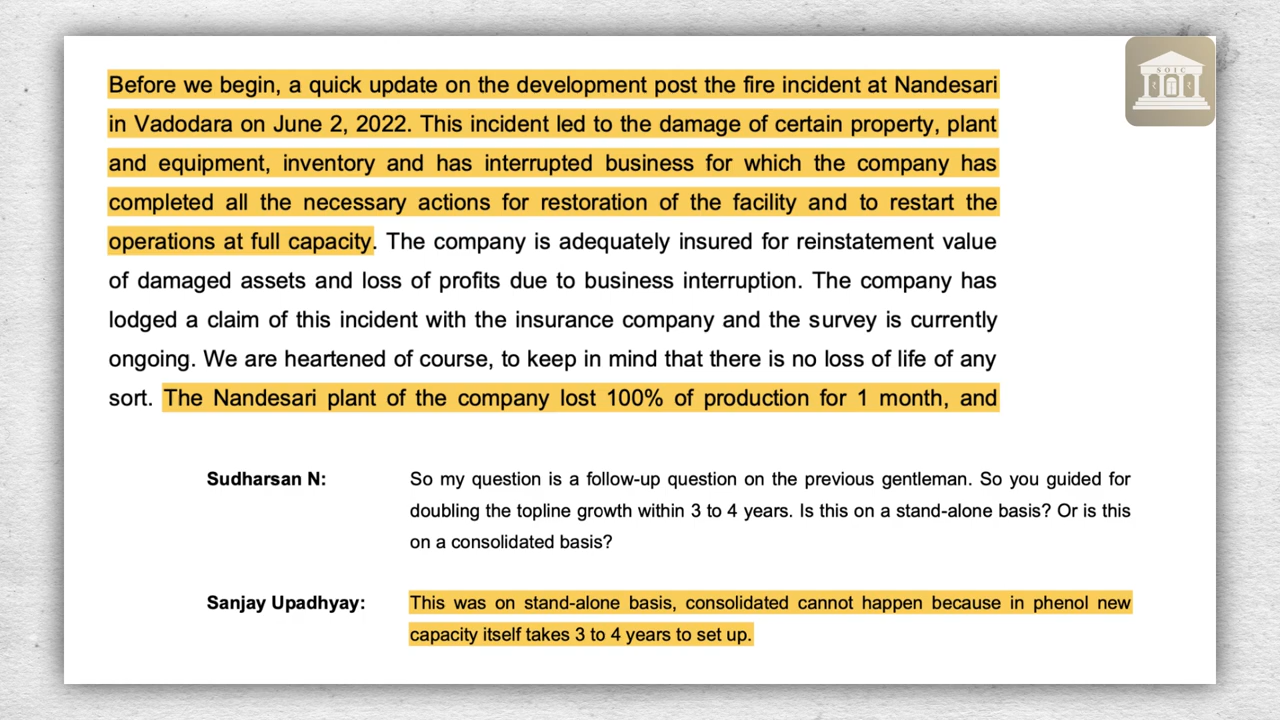 SOIC
Before we begin, a quick update on the development post the fire incident at Nandesari
in Vadodara on June 2, 2022. This incident led to the damage of certain property, plant
and equipment, inventory and has interrupted business for which the company has
completed all the necessary actions for restoration of the facility and to restart the
operations at full capacity. The company is adequately insured for reinstatement value
of damaged assets and loss of profits due to business interruption. The company has
lodged a claim of this incident with the insurance company and the survey is currently
ongoing. We are heartened of course, to keep in mind that there is no loss of life of any
sort. The Nandesari plant of the company lost 100% of production for 1 month, and
Sudharsan N: So my question is a follow-up question on the previous gentleman. So you guided for
doubling the topline growth within 3 to 4 years. Is this on a stand-alone basis? Or is this
on a consolidated basis?
Sanjay Upadhyay: This was on stand-alone basis, consolidated cannot happen because in phenol new
capacity itself takes 3 to 4 years to set up.